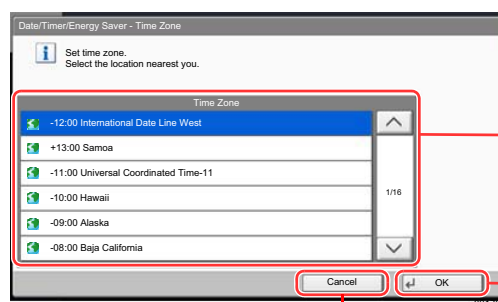 Date/Timer/Energy Saver - Time Zone
Set time zone.
Select the location nearest you.
Time Zone
-12:00 International Date Line West
+13:00 Samoa
-11:00 Universal Coordinated Time-11
-10:00 Hawaii
-09:00 Alaska
-08:00 Baja California
1/16
Cancel
OK